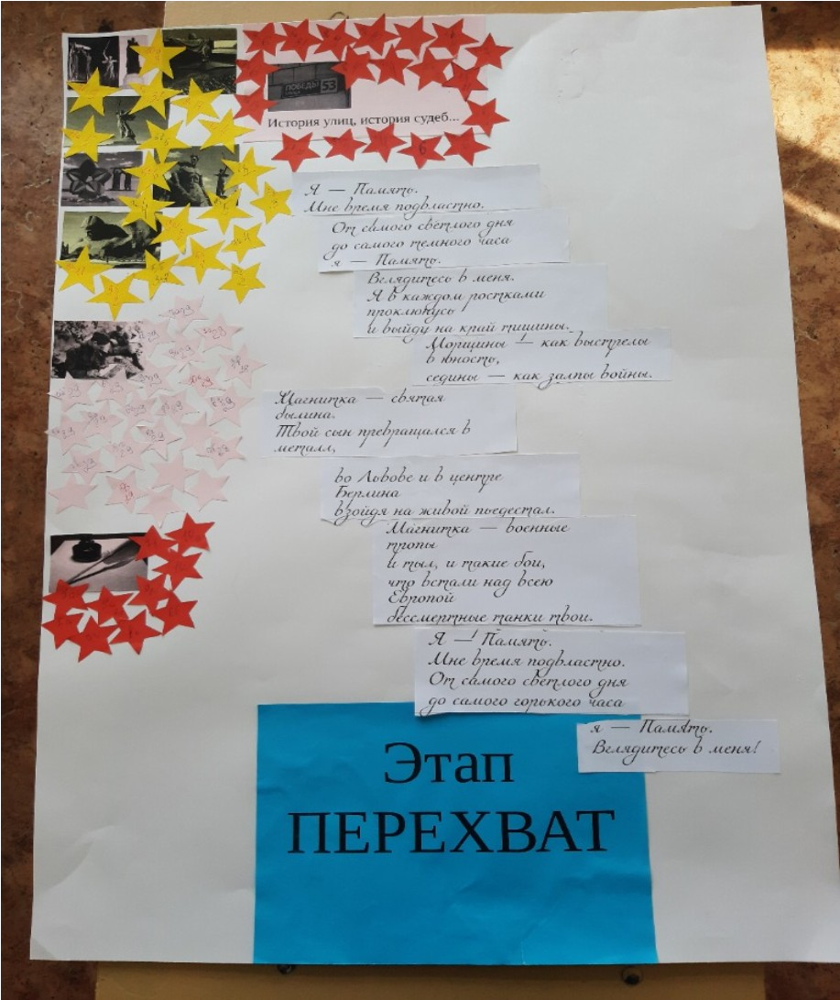 ПОБЕДЫ 53
История улиц, история судеб...
6
Я — Память.
Мне время подвластно.
От самого светлого дня
до самого темного часа
я — Память.
Вглядитесь в меня.
Я в каждом ростками
проклюнусь
и выйду на край тишины.
Морщины — как выстрелы
в юность,
седины — как залпы войны.
Магнитка — святая
былина.
Твой сын превращался в
металл,
во Львове и в центре
Берлина
взойдя на живой пьедестал.
Магнитка — военные
тропы
и тыл, и такие бои,
что встали над всею
Европой
бессмертные танки твои.
Я — Память.
Мне время подвластно.
От самого светлого дня
до самого горького часа
я — Память.
Вглядитесь в меня!
Этап
ПЕРЕХВАТ